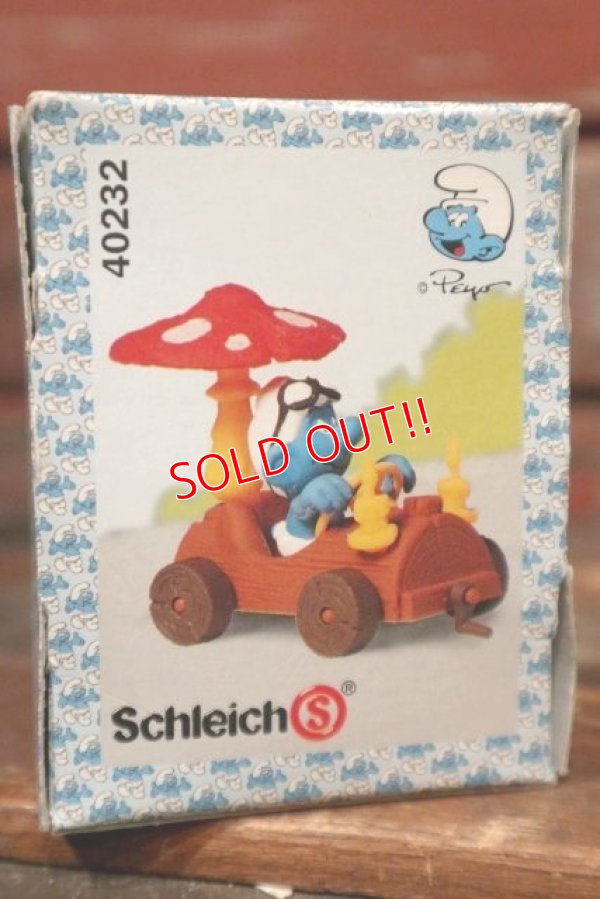 40232
© Peyo
SOLD OUT!!
Schleich S ®